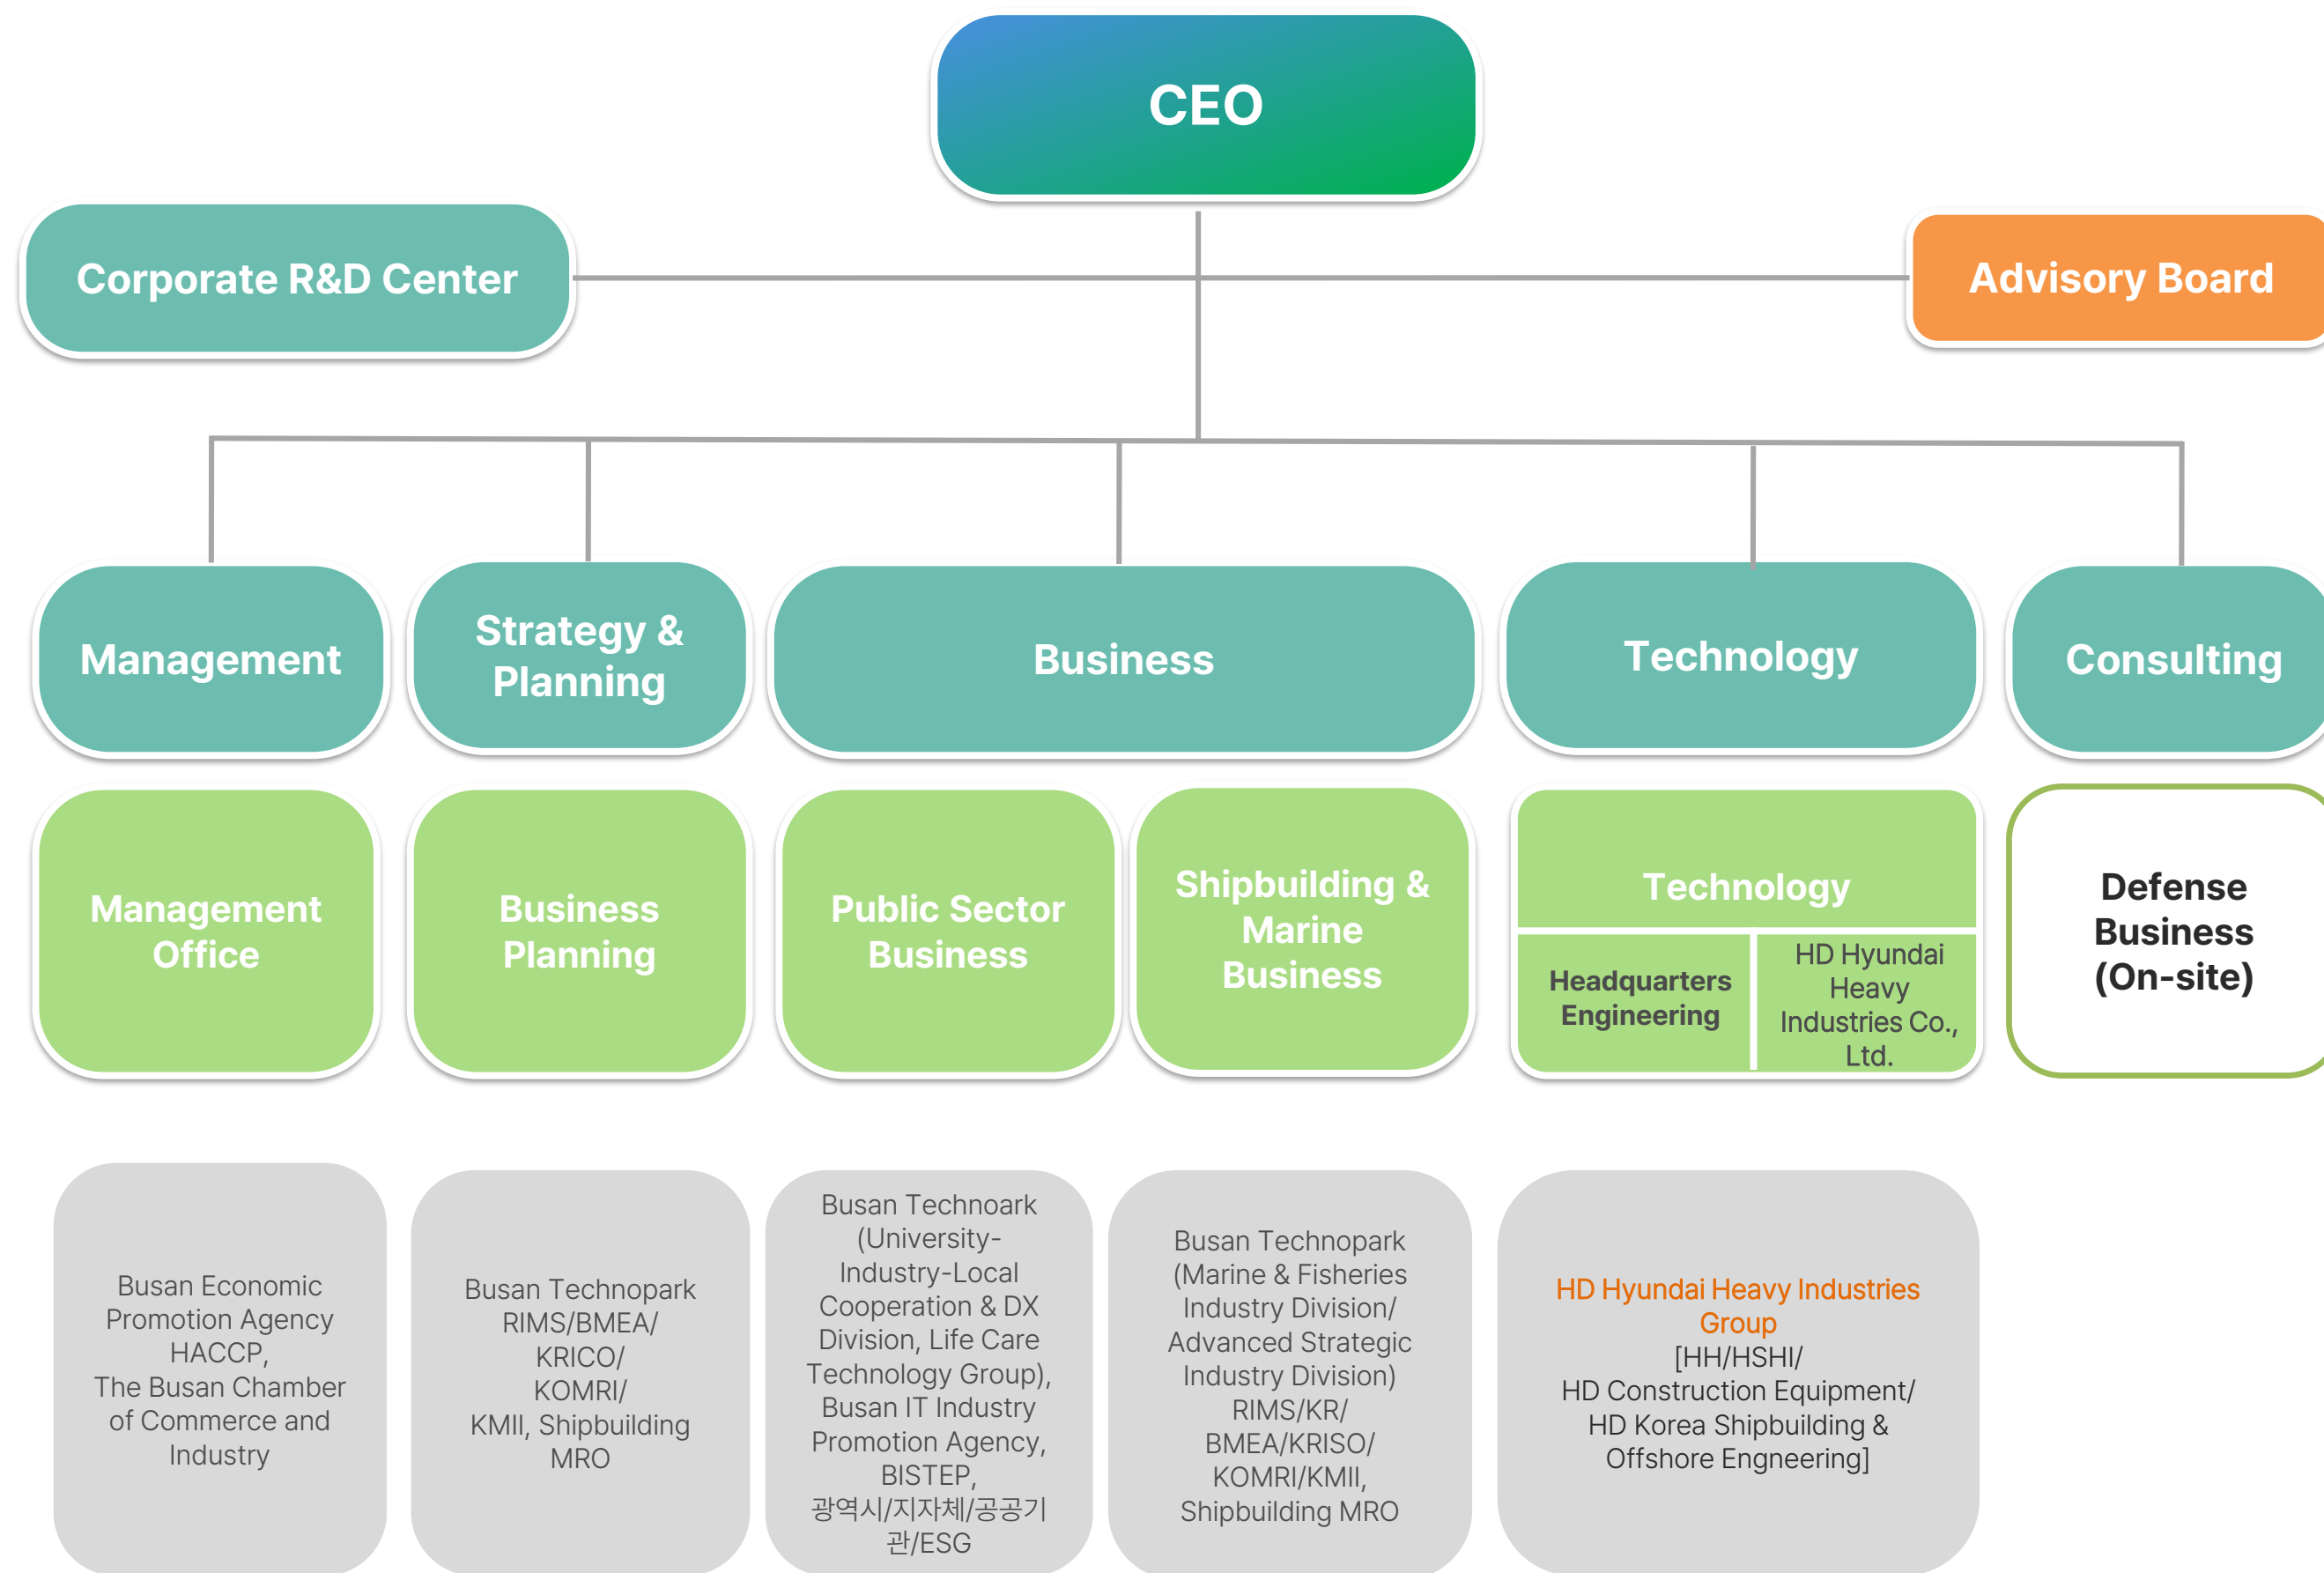 CEO
Corporate R&D Center
Advisory Board
Management
Strategy &
Planning
Business
Technology
Consulting
Management
Office
Business
Planning
Public Sector
Business
Shipbuilding &
Marine
Business
Technology
Headquarters
Engineering
HD Hyundai
Heavy
Industries Co.,
Ltd.
Defense
Business
(On-site)
Busan Economic
Promotion Agency
HACCP,
The Busan Chamber
of Commerce and
Industry
Busan Technopark
RIMS/BMEA/
KRICO/
KOMRI/
KMII, Shipbuilding
MRO
Busan Technoark
(University-
Industry-Local
Cooperation & DX
Division, Life Care
Technology Group),
Busan IT Industry
Promotion Agency,
BISTEP,
광역시/지자체/공공기
관/ESG
Busan Technopark
(Marine & Fisheries
Industry Division/
Advanced Strategic
Industry Division)
RIMS/KR/
BMEA/KRISO/
KOMRI/KMII,
Shipbuilding MRO
HD Hyundai Heavy Industries
Group
[HH/HSHI/
HD Construction Equipment/
HD Korea Shipbuilding &
Offshore Engneering]